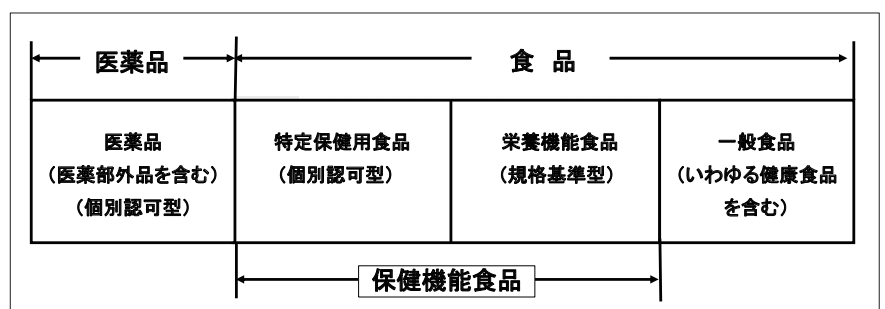 医薬品
食 品
医薬品
(医薬部外品を含む)
(個別認可型)
特定保健用食品
(個別認可型)
栄養機能食品
(規格基準型)
一般食品
(いわゆる健康食品
を含む)
保健機能食品